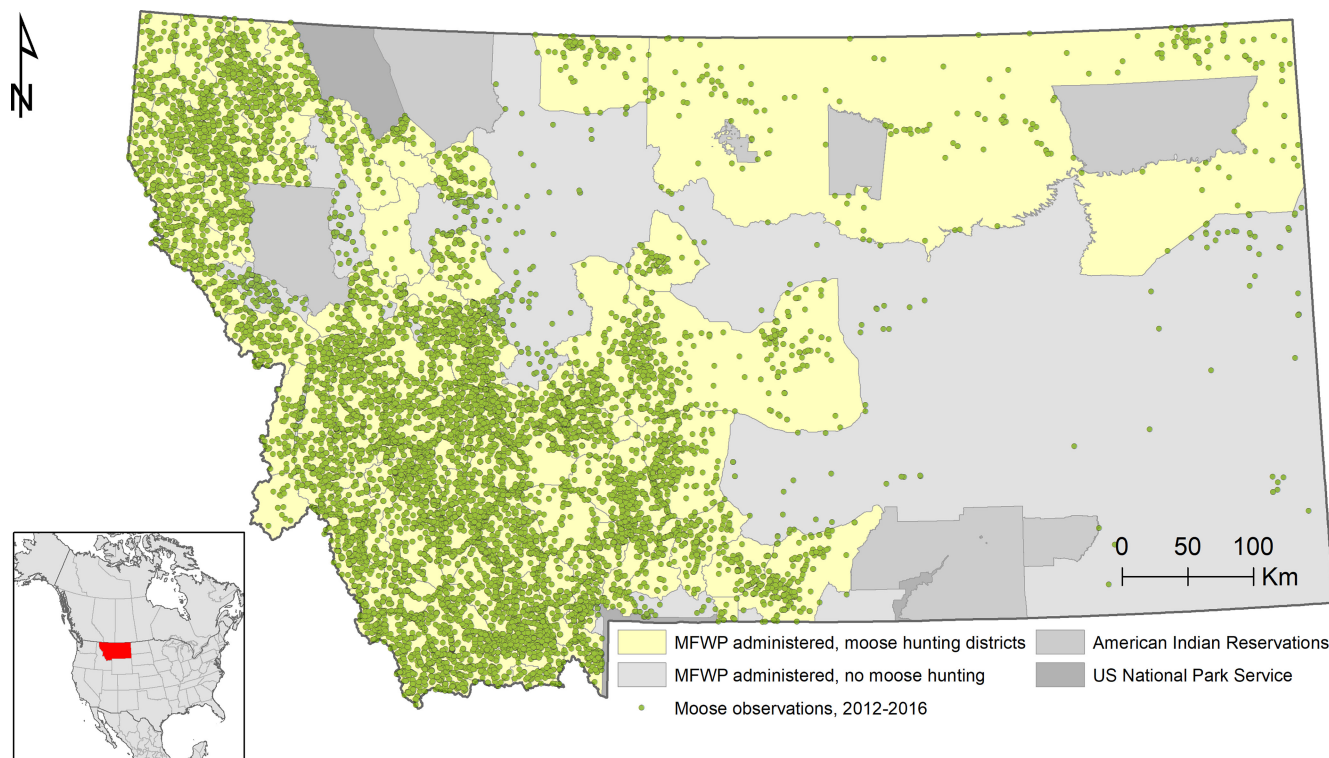 N
0 50 100
Km
MFWP administered, moose hunting districts
MFWP administered, no moose hunting
Moose observations, 2012-2016
American Indian Reservations
US National Park Service